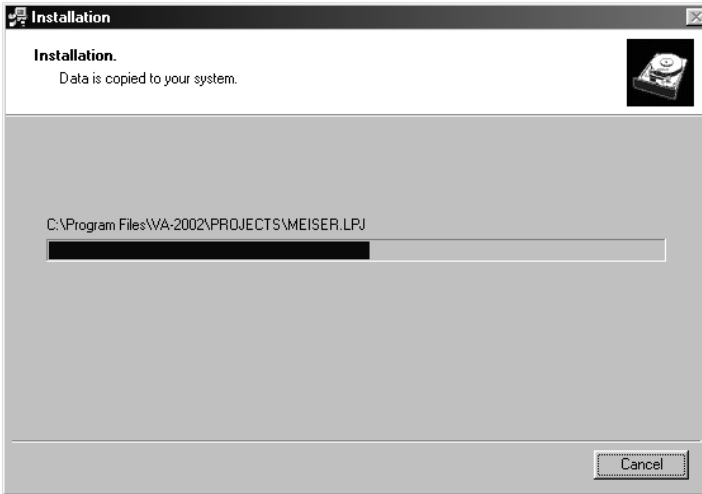 Installation
Installation.
Data is copied to your system.
C:\Program Files\VA-2002\PROJECTS\MEISER.LPJ
Cancel